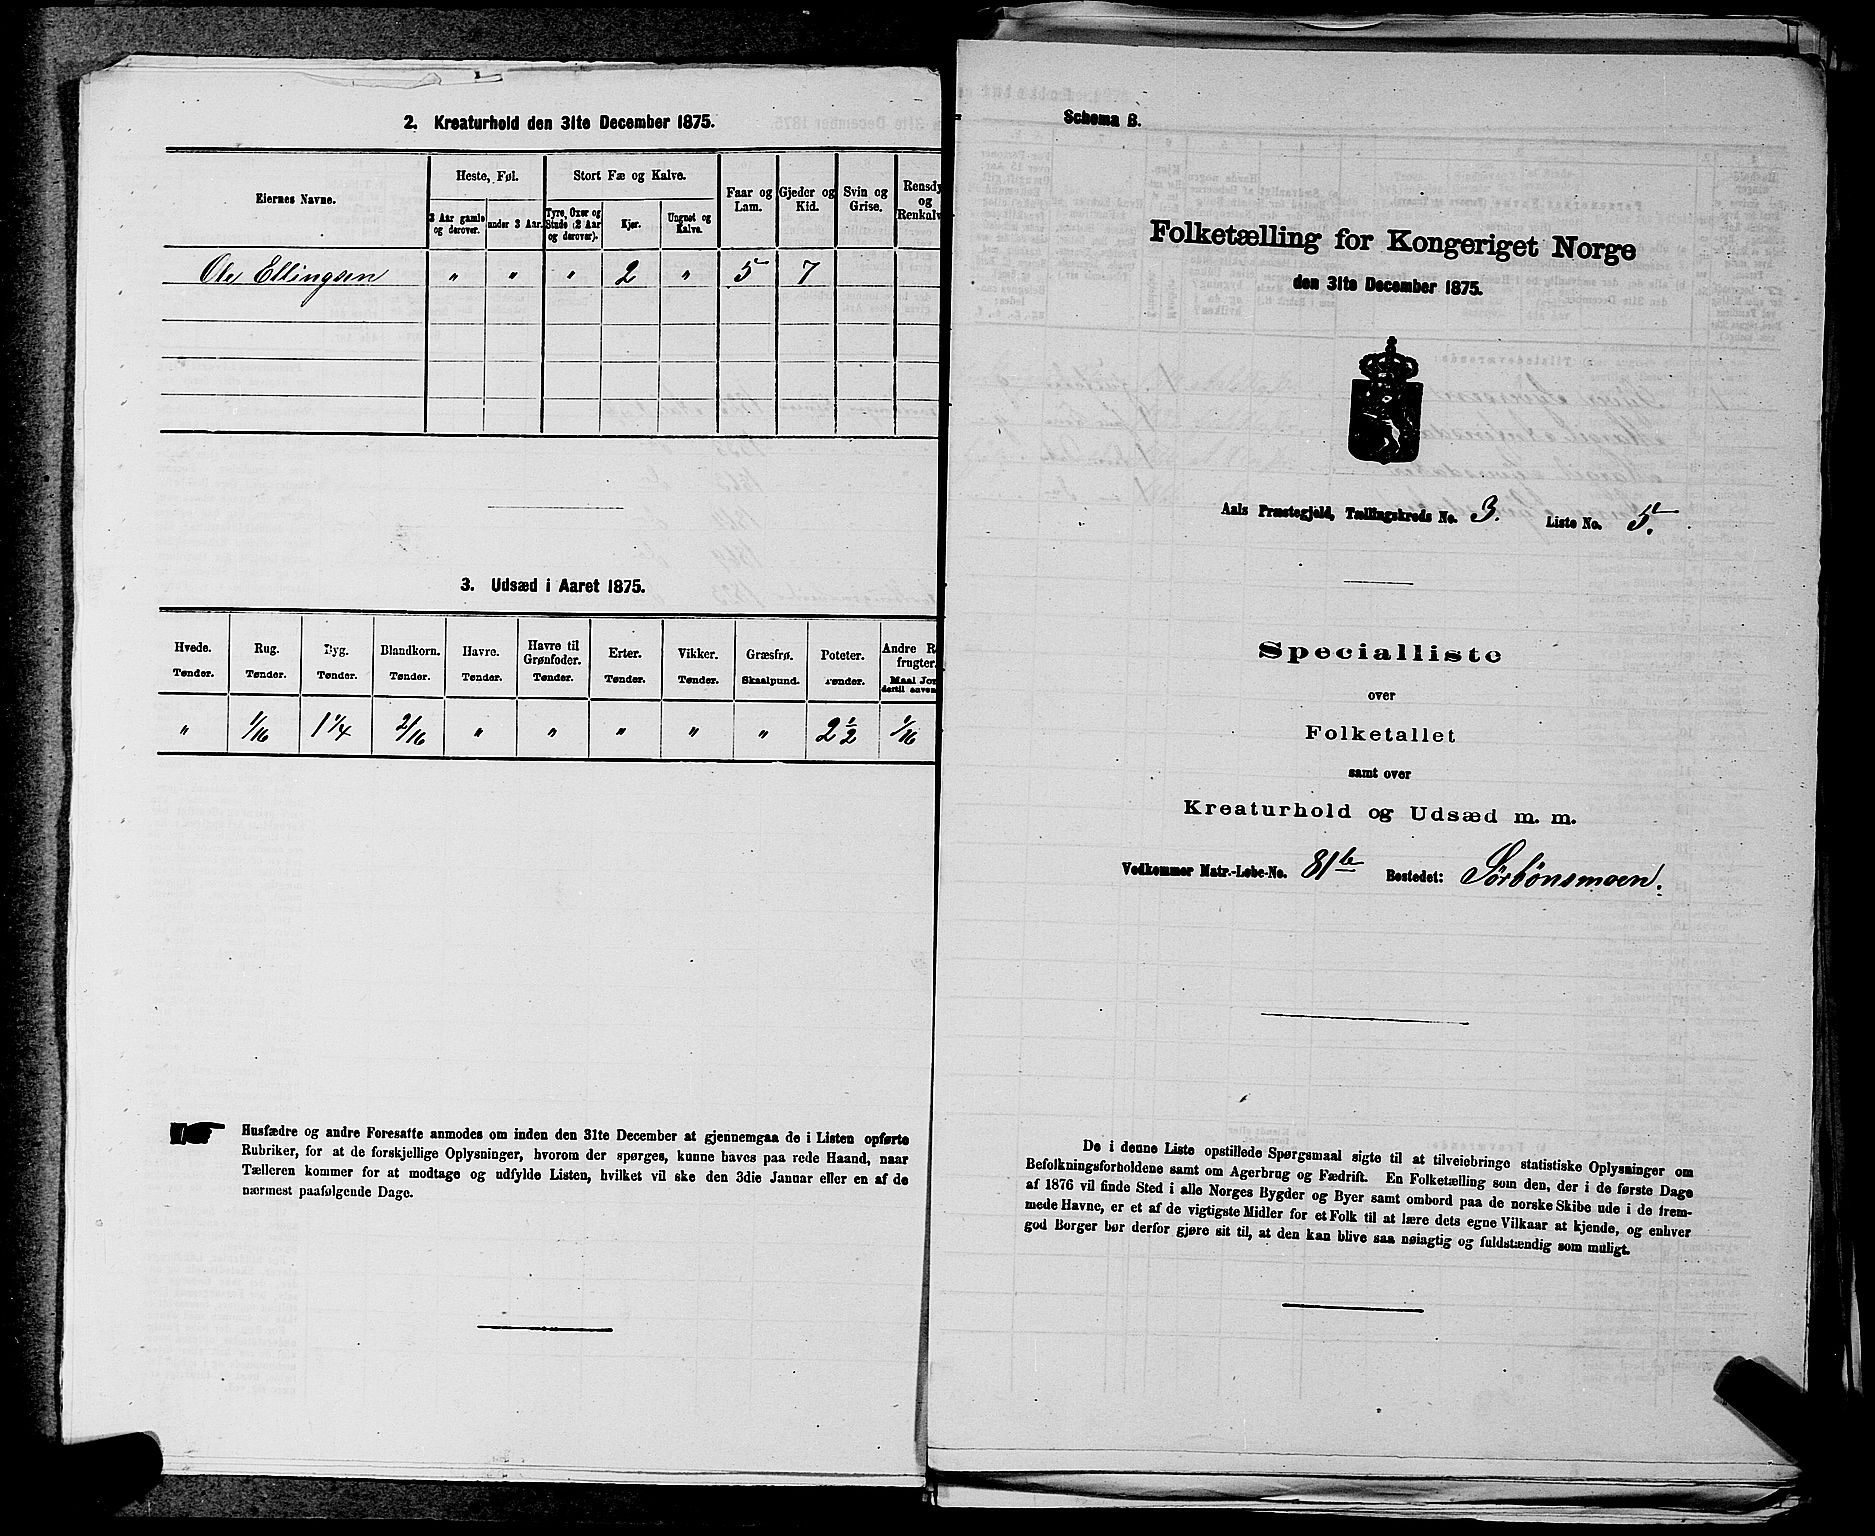 2. Kreaturhold den 31te December 1875.
Eiernes Navne.
Heste, Føl.
3 Aar gamle og derover.
under 3 Aar.
Stort Fæ og Kalve.
Tyre, Oxer og Stude (2 Aar og derover).
Kjør.
Ungnøt og Kalve.
Faar og Lam.
Gjeder og Kid.
Svin og Grise.
Rensdy
og
Renkalv
Ole Ellingsen " " " 2 " 5 7
3. Udsæd i Aaret 1875.
Hvede. Tønder.
Rug. Tønder.
Byg. Tønder.
Blandkorn. Tønder.
Havre. Tønder.
Havre til Grønfoder. Tønder.
Erter. Tønder.
Vikker. Tønder.
Græsfrø. Skaalpund.
Poteter. Tønder.
Andre R
frugter.
Maal Jor
dertil anven
" 1/16 1 1/4 2/16 " " " " " 2 1/2 1/16
Husfædre og andre Foresatte anmodes om inden den 31te December at gjennemgaa de i Listen opførte
Rubriker, for at de forskjellige Oplysninger, hvorom der spørges, kunne haves paa rede Haand, naar
Tælleren kommer for at modtage og udfylde Listen, hvilket vil ske den 3die Januar eller en af de
nærmest paafølgende Dage.
Schema B.
Folketælling for Kongeriget Norge
den 31te December 1875.
Aals Præstegjeld, Tællingskreds No. 3. Liste No. 5.
Specialliste
over
Folketallet
samt over
Kreaturhold og Udsæd m. m.
Vedkommer Matr.-Løbe-No. 81b Bostedet: Sørbönsmoen.
De i denne Liste opstillede Spørgsmaal sigte til at tilveiebringe statistiske Oplysninger om
Befolkningsforholdene samt om Agerbrug og Fædrift. En Folketælling som den, der i de første Dage
af 1876 vil finde Sted i alle Norges Bygder og Byer samt ombord paa de norske Skibe ude i de frem-
mede Havne, er et af de vigtigste Midler for et Folk til at lære dets egne Vilkaar at kjende, og enhver
god Borger bør derfor gjøre sit til, at den kan blive saa nøiagtig og fuldstændig som muligt.